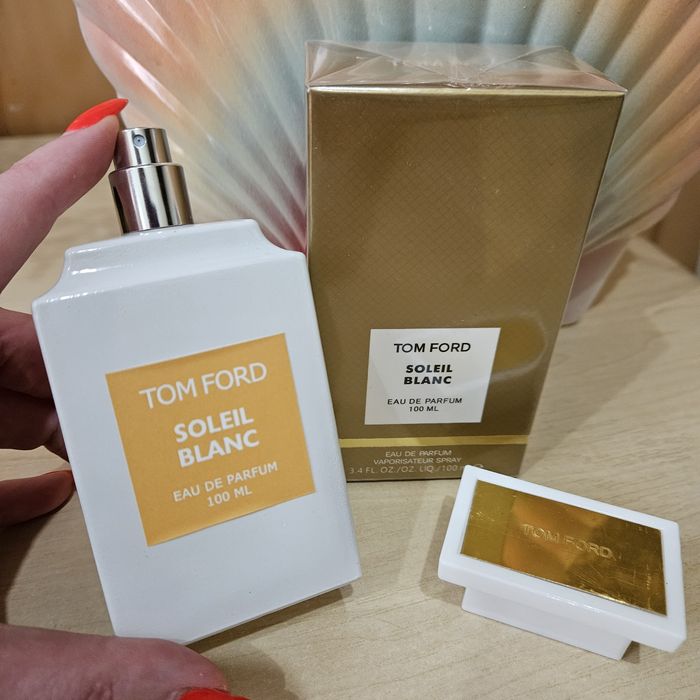 TOM FORD
SOLEIL
BLANC
EAU DE PARFUM
100 ML
TOM FORD
SOLEIL
BLANC
EAU DE PARFUM
100 ML
EAU DE PARFUM
VAPORISATEUR SPRAY
3.4 FL. OZ./OZ. LIQ./100
TOM FORD